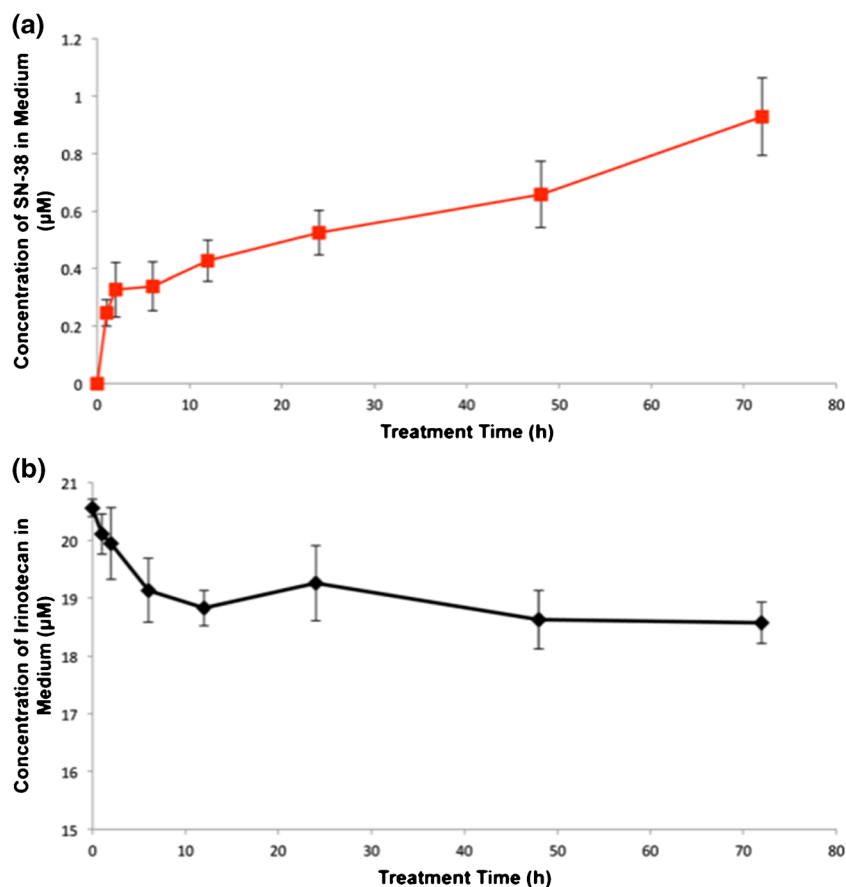 (a)
1.2
1
0.8
0.6
0.4
0.2
0
Concentration of SN-38 in Medium
(µM)
0 10 20 30 40 50 60 70 80
Treatment Time (h)
(b)
21
20
19
18
17
16
15
Concentration of Irinotecan in
Medium (µM)
0 10 20 30 40 50 60 70 80
Treatment Time (h)